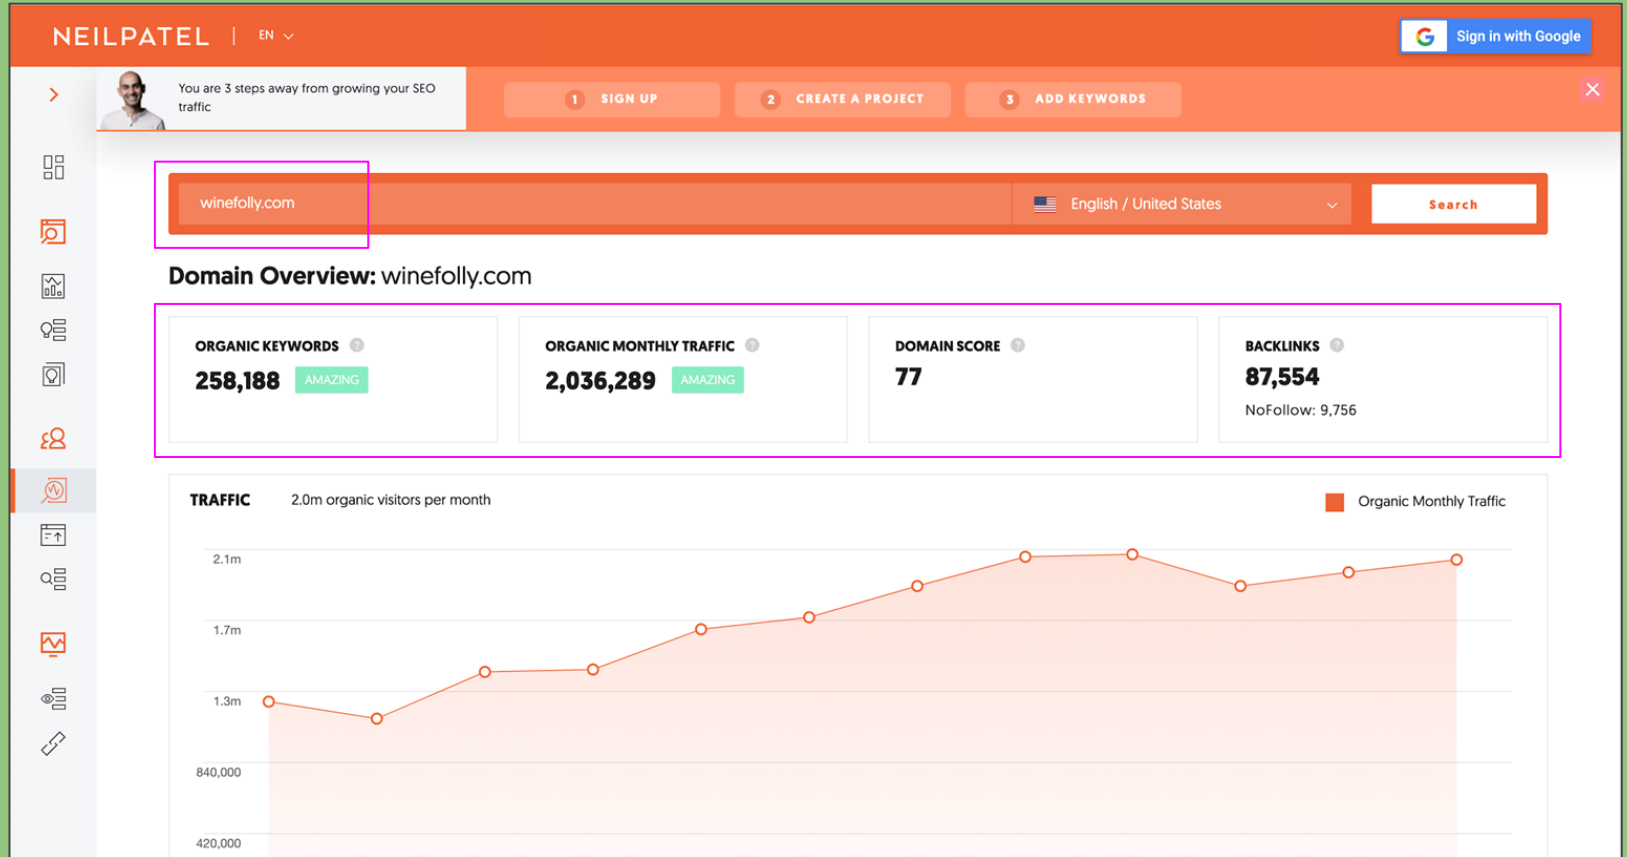 NEILPATEL | EN
Sign in with Google
You are 3 steps away from growing your SEO
traffic
1 SIGN UP
2 CREATE A PROJECT
3 ADD KEYWORDS
winefolly.com
English / United States
Search
Domain Overview: winefolly.com
ORGANIC KEYWORDS ?
258,188 AMAZING
ORGANIC MONTHLY TRAFFIC ?
2,036,289 AMAZING
DOMAIN SCORE ?
77
BACKLINKS ?
87,554
NoFollow: 9,756
TRAFFIC 2.0m organic visitors per month
Organic Monthly Traffic
2.1m
1.7m
1.3m
840,000
420,000